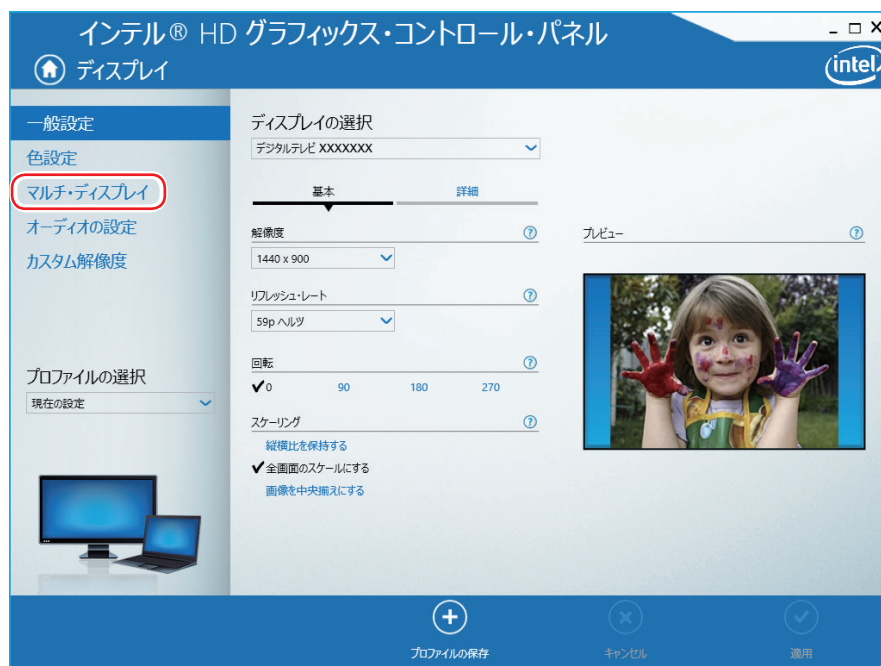 インテル® HD グラフィックス・コントロール・パネル
ディスプレイ
intel
一般設定
色設定
マルチ・ディスプレイ
オーディオの設定
カスタム解像度
プロファイルの選択
現在の設定
ディスプレイの選択
デジタルテレビ XXXXXXX
基本 詳細
解像度 ?
1440 x 900
リフレッシュ・レート ?
59p ヘルツ
回転 ?
0 90 180 270
スケーリング ?
縦横比を保持する
全画面のスケールにする
画像を中央揃えにする
プレビュー ?
プロファイルの保存 キャンセル 適用